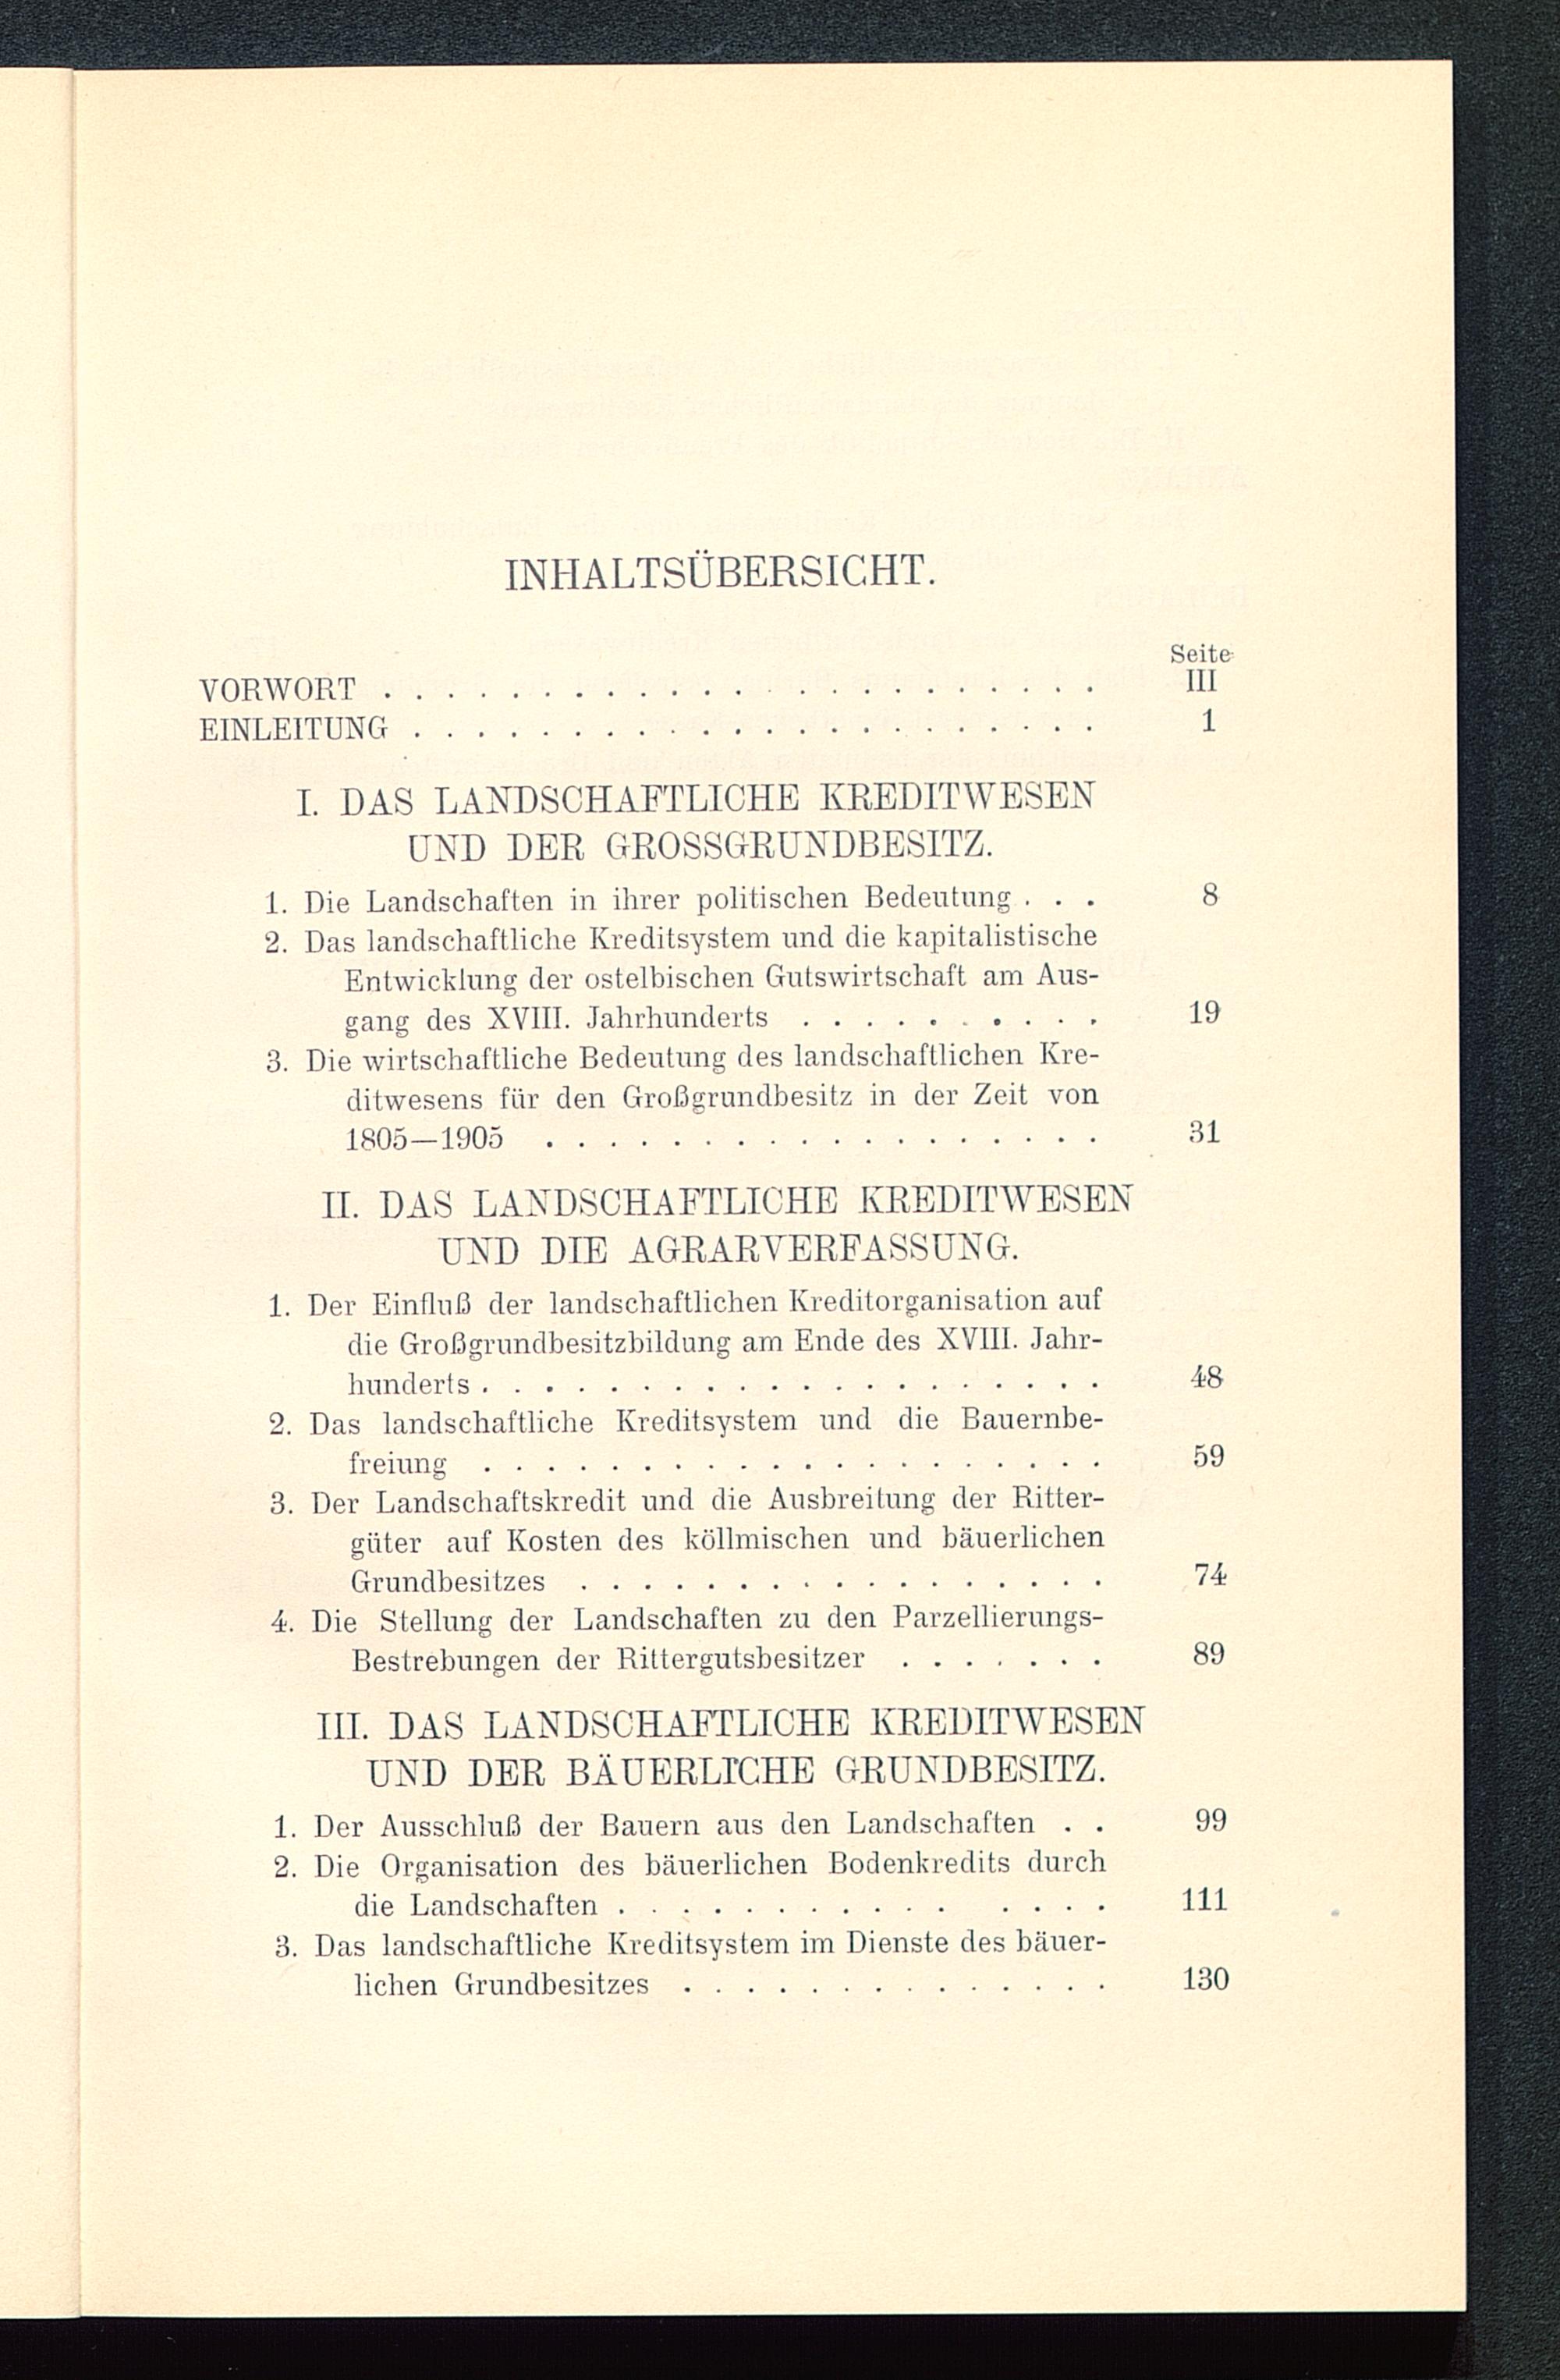 INHALTSÜBERSICHT.
Seite
VORWORT . . . . . . . . . . . . . . . . . . . . . . . III
EINLEITUNG . . . . . . . . . . . . . . . . . . . . . . 1
I. DAS LANDSCHAFTLICHE KREDITWESEN
UND DER GROSSGRUNDBESITZ.
1. Die Landschaften in ihrer politischen Bedeutung . . . 8
2. Das landschaftliche Kreditsystem und die kapitalistische
Entwicklung der ostelbischen Gutswirtschaft am Aus-
gang des XVIII. Jahrhunderts . . . . . . . . . . 19
3. Die wirtschaftliche Bedeutung des landschaftlichen Kre-
ditwesens für den Großgrundbesitz in der Zeit von
1805—1905 . . . . . . . . . . . . . . . . . . 31
II. DAS LANDSCHAFTLICHE KREDITWESEN
UND DIE AGRARVERFASSUNG.
1. Der Einfluß der landschaftlichen Kreditorganisation auf
die Großgrundbesitzbildung am Ende des XVIII. Jahr-
hunderts . . . . . . . . . . . . . . . . . . . . 48
2. Das landschaftliche Kreditsystem und die Bauernbe-
freiung . . . . . . . . . . . . . . . . . . . . 59
3. Der Landschaftskredit und die Ausbreitung der Ritter-
güter auf Kosten des köllmischen und bäuerlichen
Grundbesitzes . . . . . . . . . . . . . . . . . 74
4. Die Stellung der Landschaften zu den Parzellierungs-
Bestrebungen der Rittergutsbesitzer . . . . . . . 89
III. DAS LANDSCHAFTLICHE KREDITWESEN
UND DER BÄUERLICHE GRUNDBESITZ.
1. Der Ausschluß der Bauern aus den Landschaften . . 99
2. Die Organisation des bäuerlichen Bodenkredits durch
die Landschaften . . . . . . . . . . . . . . . 111
3. Das landschaftliche Kreditsystem im Dienste des bäuer-
lichen Grundbesitzes . . . . . . . . . . . . . . 130